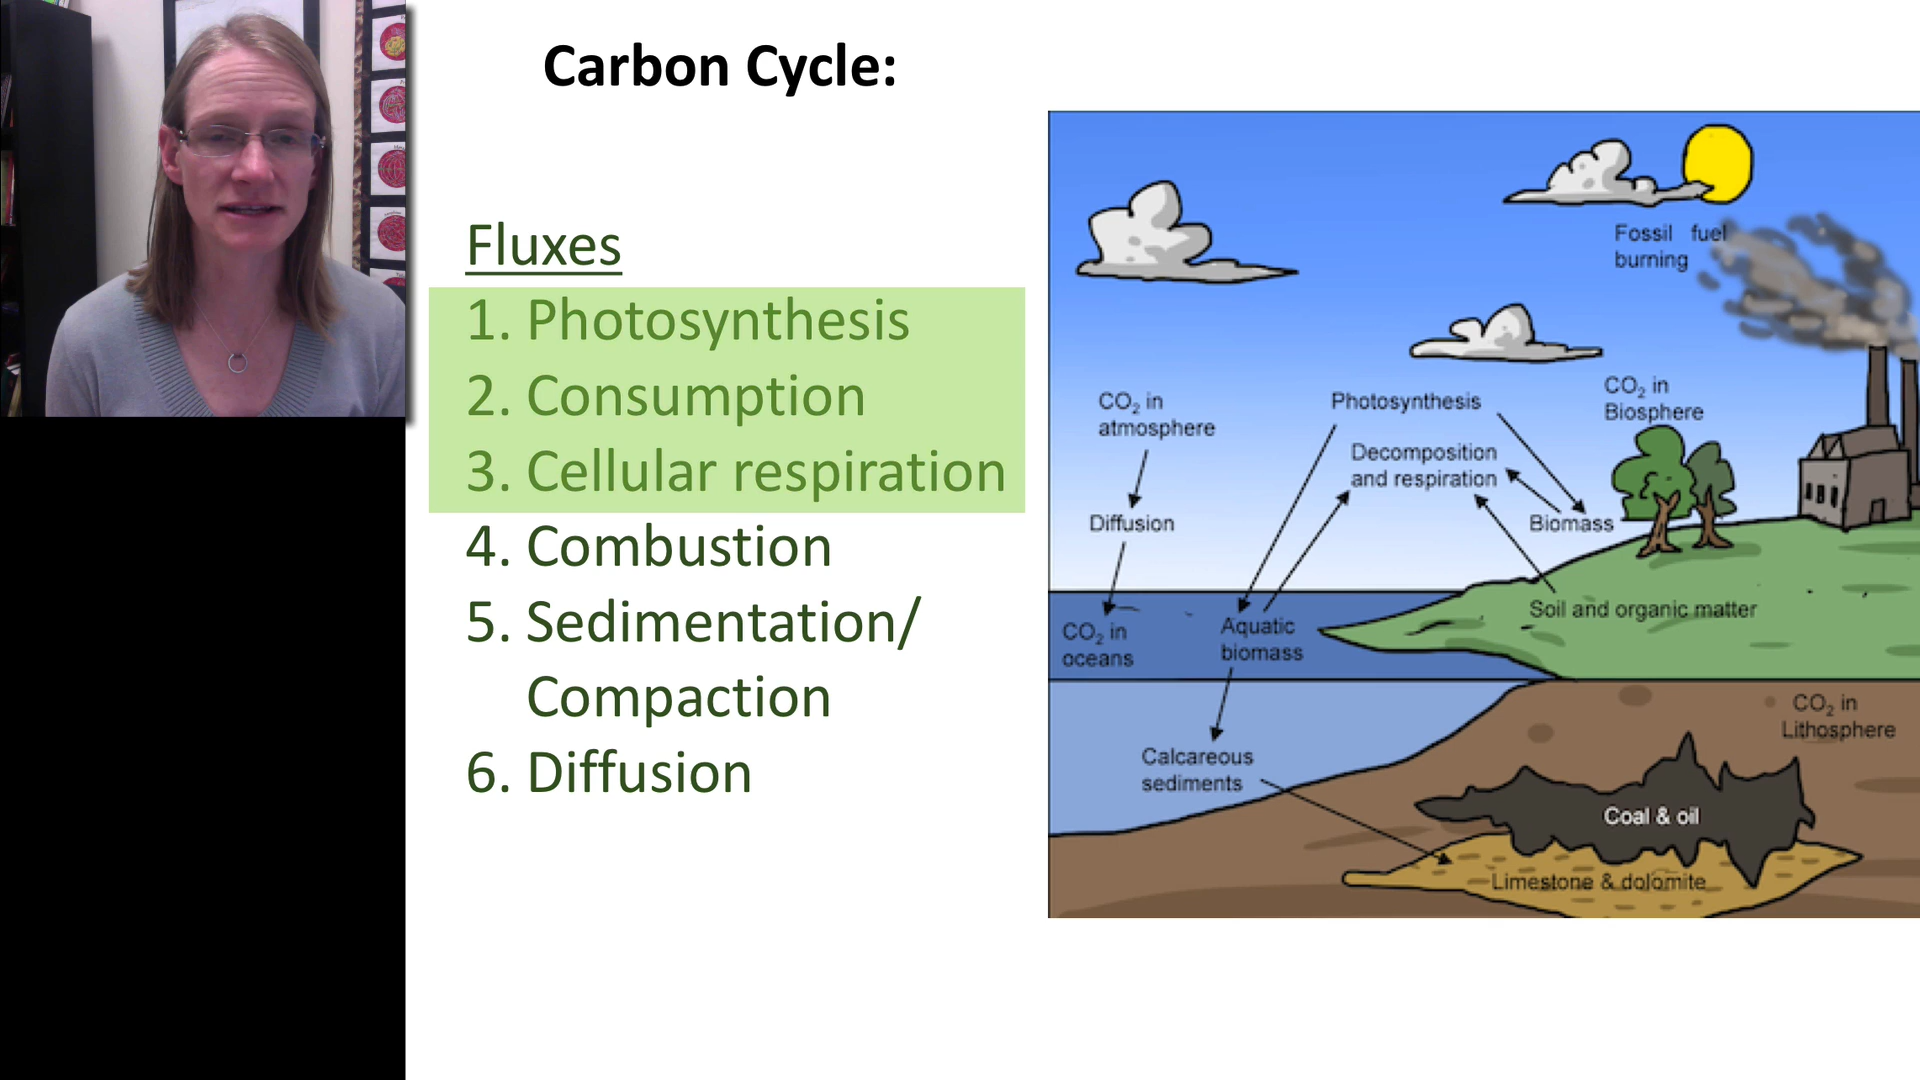 Carbon Cycle:
Fluxes
1. Photosynthesis
2. Consumption
3. Cellular respiration
4. Combustion
5. Sedimentation/
Compaction
6. Diffusion
Fossil fuel
burning
CO₂ in
atmosphere
Photosynthesis
CO₂ in
Biosphere
Decomposition
and respiration
Diffusion
Biomass
Soil and organic matter
CO₂ in
oceans
Aquatic
biomass
CO₂ in
Lithosphere
Calcareous
sediments
Coal & oil
Limestone & dolomite